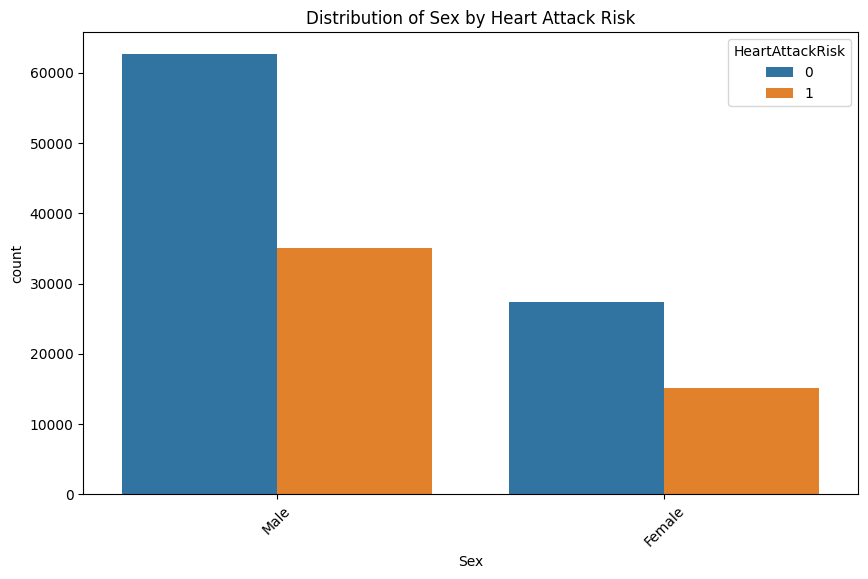 Distribution of Sex by Heart Attack Risk
HeartAttackRisk
0
1
60000
50000
40000
30000
20000
10000
0
count
Male
Female
Sex